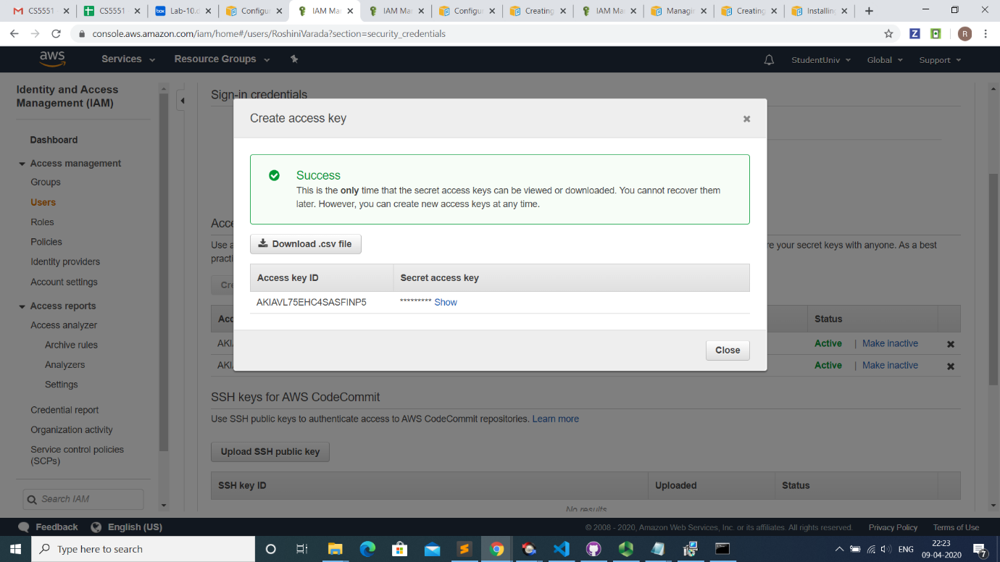 CS5551
CS5551
Lab-10.d
Configu
IAM Ma
IAM Ma
Configu
Creating
IAM Ma
Managin
Creating
Installing
console.aws.amazon.com/iam/home#/users/RoshiniVarada?section=security_credentials
Z
R
aws
Services
Resource Groups
StudentUniv
Global
Support
Identity and Access
Management (IAM)
Dashboard
Access management
Groups
Users
Roles
Policies
Identity providers
Account settings
Access reports
Access analyzer
Archive rules
Analyzers
Settings
Credential report
Organization activity
Service control policies
(SCPs)
Search IAM
Sign-in credentials
Create access key
Success
This is the only time that the secret access keys can be viewed or downloaded. You cannot recover them
later. However, you can create new access keys at any time.
Download .csv file
Access key ID Secret access key
AKIAVL75EHC4SASFINP5 ********* Show
Close
Acce
Use a
re your secret keys with anyone. As a best
practi
Cre
Acc
Status
AKI
Active | Make inactive
AKI
Active | Make inactive
SSH keys for AWS CodeCommit
Use SSH public keys to authenticate access to AWS CodeCommit repositories. Learn more
Upload SSH public key
SSH key ID Uploaded Status
No results
Feedback
English (US)
© 2008 - 2020, Amazon Web Services, Inc. or its affiliates. All rights reserved.
Privacy Policy
Terms of Use
Type here to search
ENG
22:23
09-04-2020
7